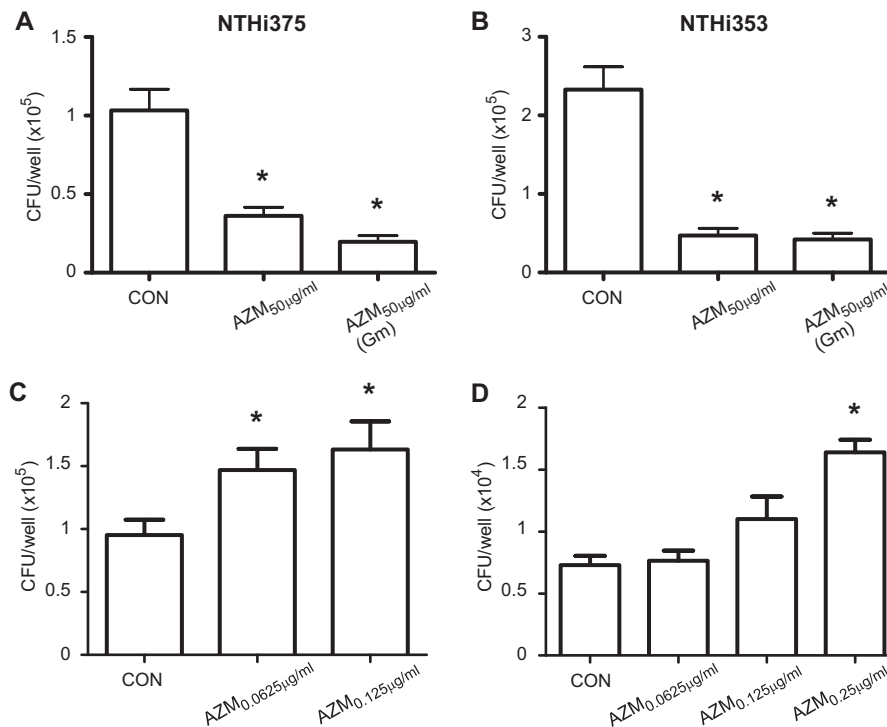 A
NTHi375
CFU/well (x10⁵)
1.5
1
0.5
0
*
*
CON
AZM50µg/ml
AZM50µg/ml
(Gm)
B
NTHi353
CFU/well (x10⁵)
3
2
1
0
*
*
CON
AZM50µg/ml
AZM50µg/ml
(Gm)
C
CFU/well (x10⁵)
2
1.5
1
0.5
0
*
*
CON
AZM0.0625µg/ml
AZM0.125µg/ml
D
CFU/well (x10⁴)
2
1.5
1
0.5
0
*
CON
AZM0.0625µg/ml
AZM0.125µg/ml
AZM0.25µg/ml